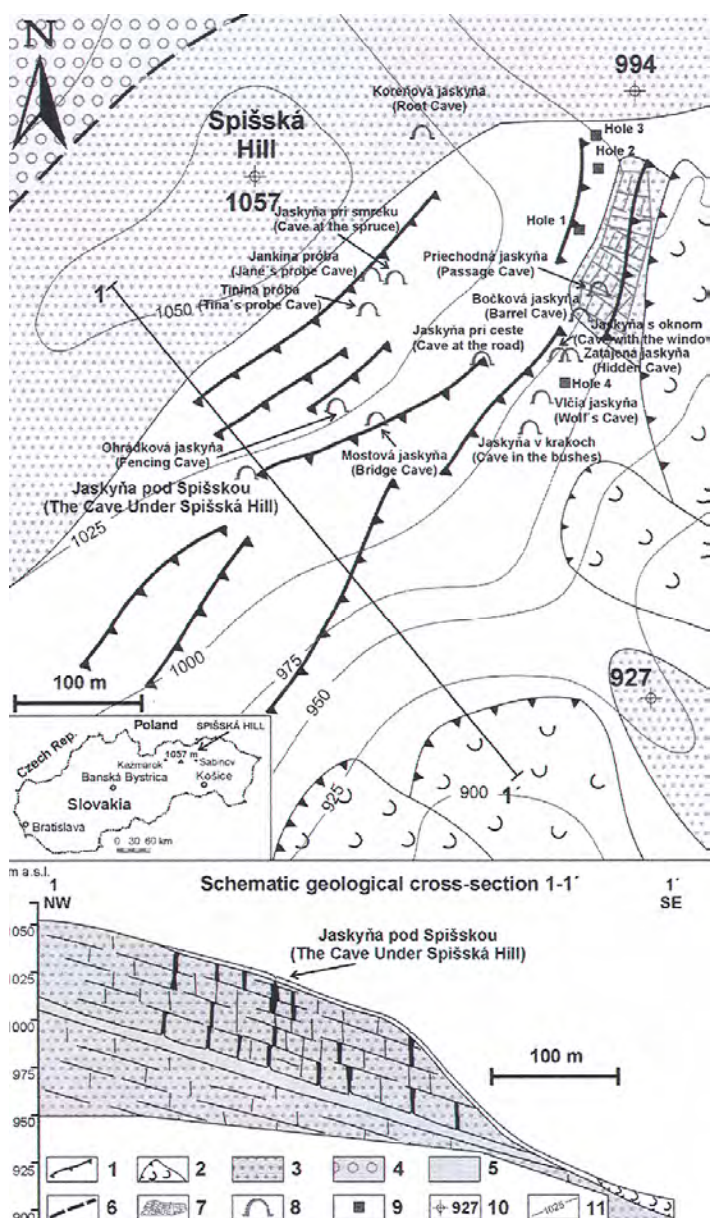 N
994
Koreňová jaskyňa
(Root Cave)
Hole 3
Spišská
Hill
1057
Hole 2
Jaskyňa pri smreku
(Cave at the spruce)
Hole 1
Jankina próba
(Jane´s probe Cave)
Priechodná jaskyňa
(Passage Cave)
1´
Tinina próba
(Tina´s probe Cave)
1050
Bočková jaskyňa
(Barrel Cave)
Jaskyňa pri ceste
(Cave at the road)
Jaskyňa s oknom
(Cave with the windo
Zatajená jaskyňa
(Hidden Cave)
Hole 4
Vlčia jaskyňa
(Wolf´s Cave)
Ohrádková jaskyňa
(Fencing Cave)
Mostová jaskyňa
(Bridge Cave)
Jaskyňa v krakoch
(Cave in the bushes)
Jaskyňa pod Spišskou
(The Cave Under Spišská Hill)
1025
1000
975
950
927
100 m
925
900
1´
Poland
SPIŠSKÁ HILL
Czech Rep.
1057 m
Kežmarok
Sabinov
Banská Bystrica
Košice
Slovakia
Bratislava
0 30 60 km
m a.s.l.
1
NW
Schematic geological cross-section 1-1´
1´
SE
1050
Jaskyňa pod Spišskou
(The Cave Under Spišská Hill)
1025
1000
100 m
975
950
925
900
1 2 3 4 5
6 7 8 9 927 10 1025 11